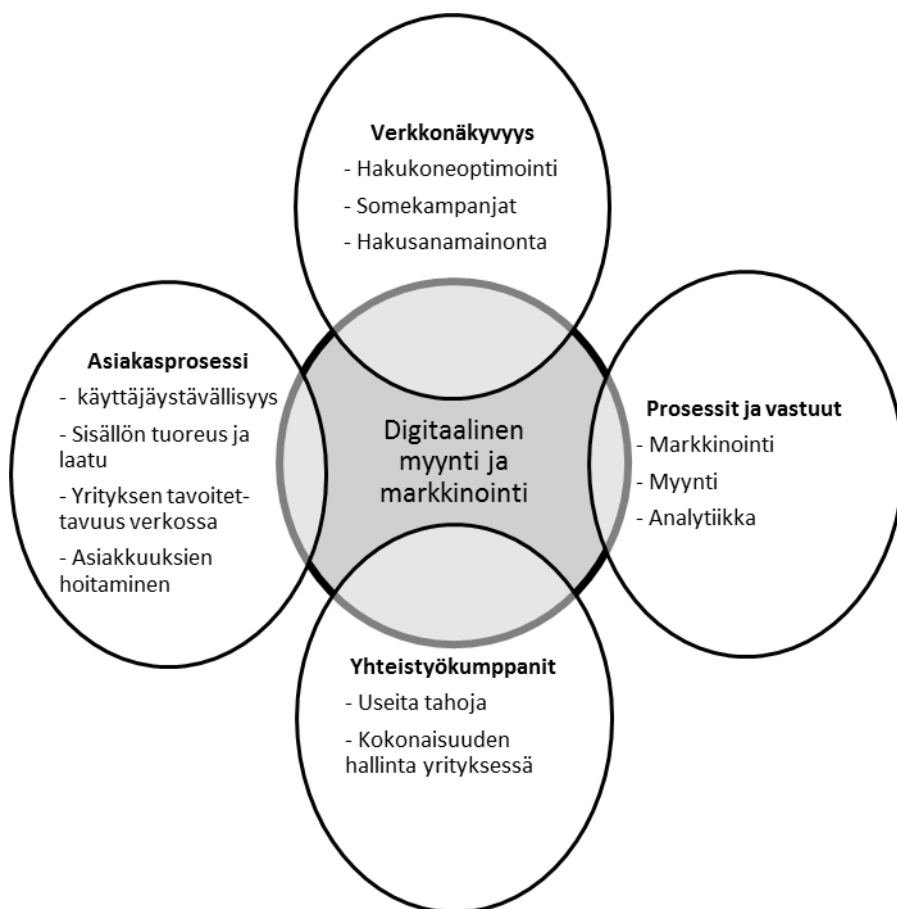 Verkkonäkyvyys
- Hakukoneoptimointi
- Somekampanjat
- Hakusanamainonta
Asiakasprosessi
- käyttäjäystävällisyys
- Sisällön tuoreus ja
laatu
- Yrityksen tavoitet-
tavuus verkossa
- Asiakkuuksien
hoitaminen
Digitaalinen
myynti ja
markkinointi
Prosessit ja vastuut
- Markkinointi
- Myynti
- Analytiikka
Yhteistyökumppanit
- Useita tahoja
- Kokonaisuuden
hallinta yrityksessä